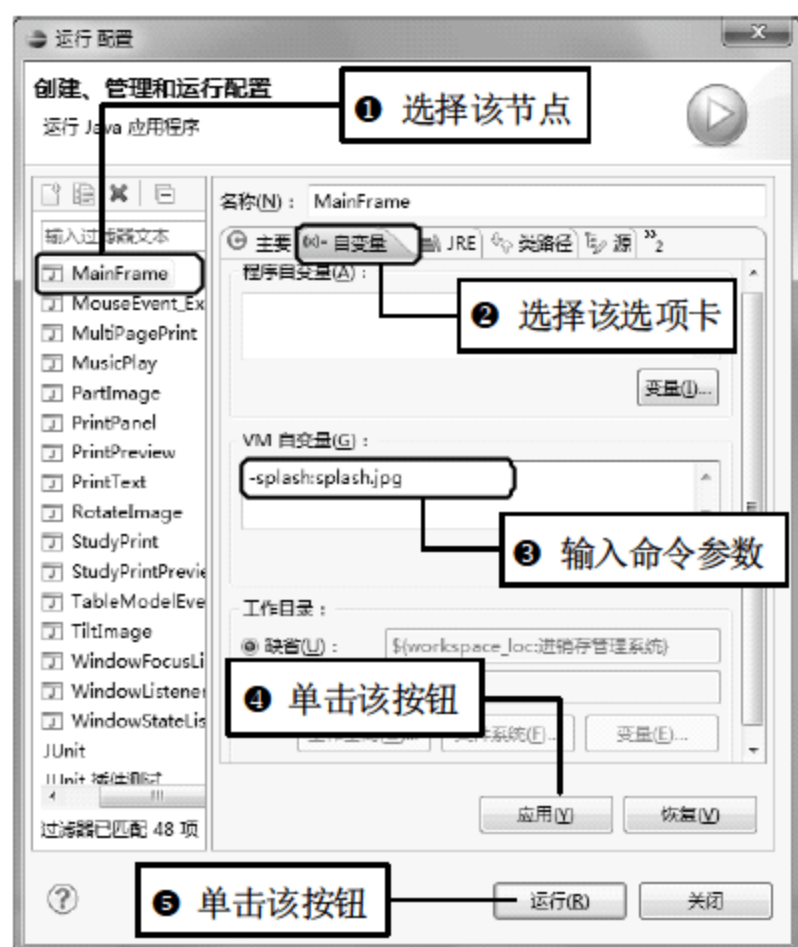 运行 配置
创建、管理和运行配置
运行 Java 应用程序
❶ 选择该节点
名称(N)： MainFrame
输入过滤器文本
主要 (x)= 自变量 JRE 类路径 源 »2
MainFrame
MouseEvent_Ex
MultiPagePrint
MusicPlay
PartImage
PrintPanel
PrintPreview
PrintText
RotateImage
StudyPrint
StudyPrintPrevie
TableModelEve
TiltImage
WindowFocusLi
WindowListener
WindowStateLis
JUnit
JUnit 插件测试
过滤器已匹配 48 项
程序自变量(A)：
❷ 选择该选项卡
变量(I)...
VM 自变量(G)：
-splash:splash.jpg
❸ 输入命令参数
工作目录：
缺省(U)： ${workspace_loc:进销存管理系统}
❹ 单击该按钮
(F)... 变量(E)...
应用(Y) 恢复(V)
❺ 单击该按钮
运行(R) 关闭